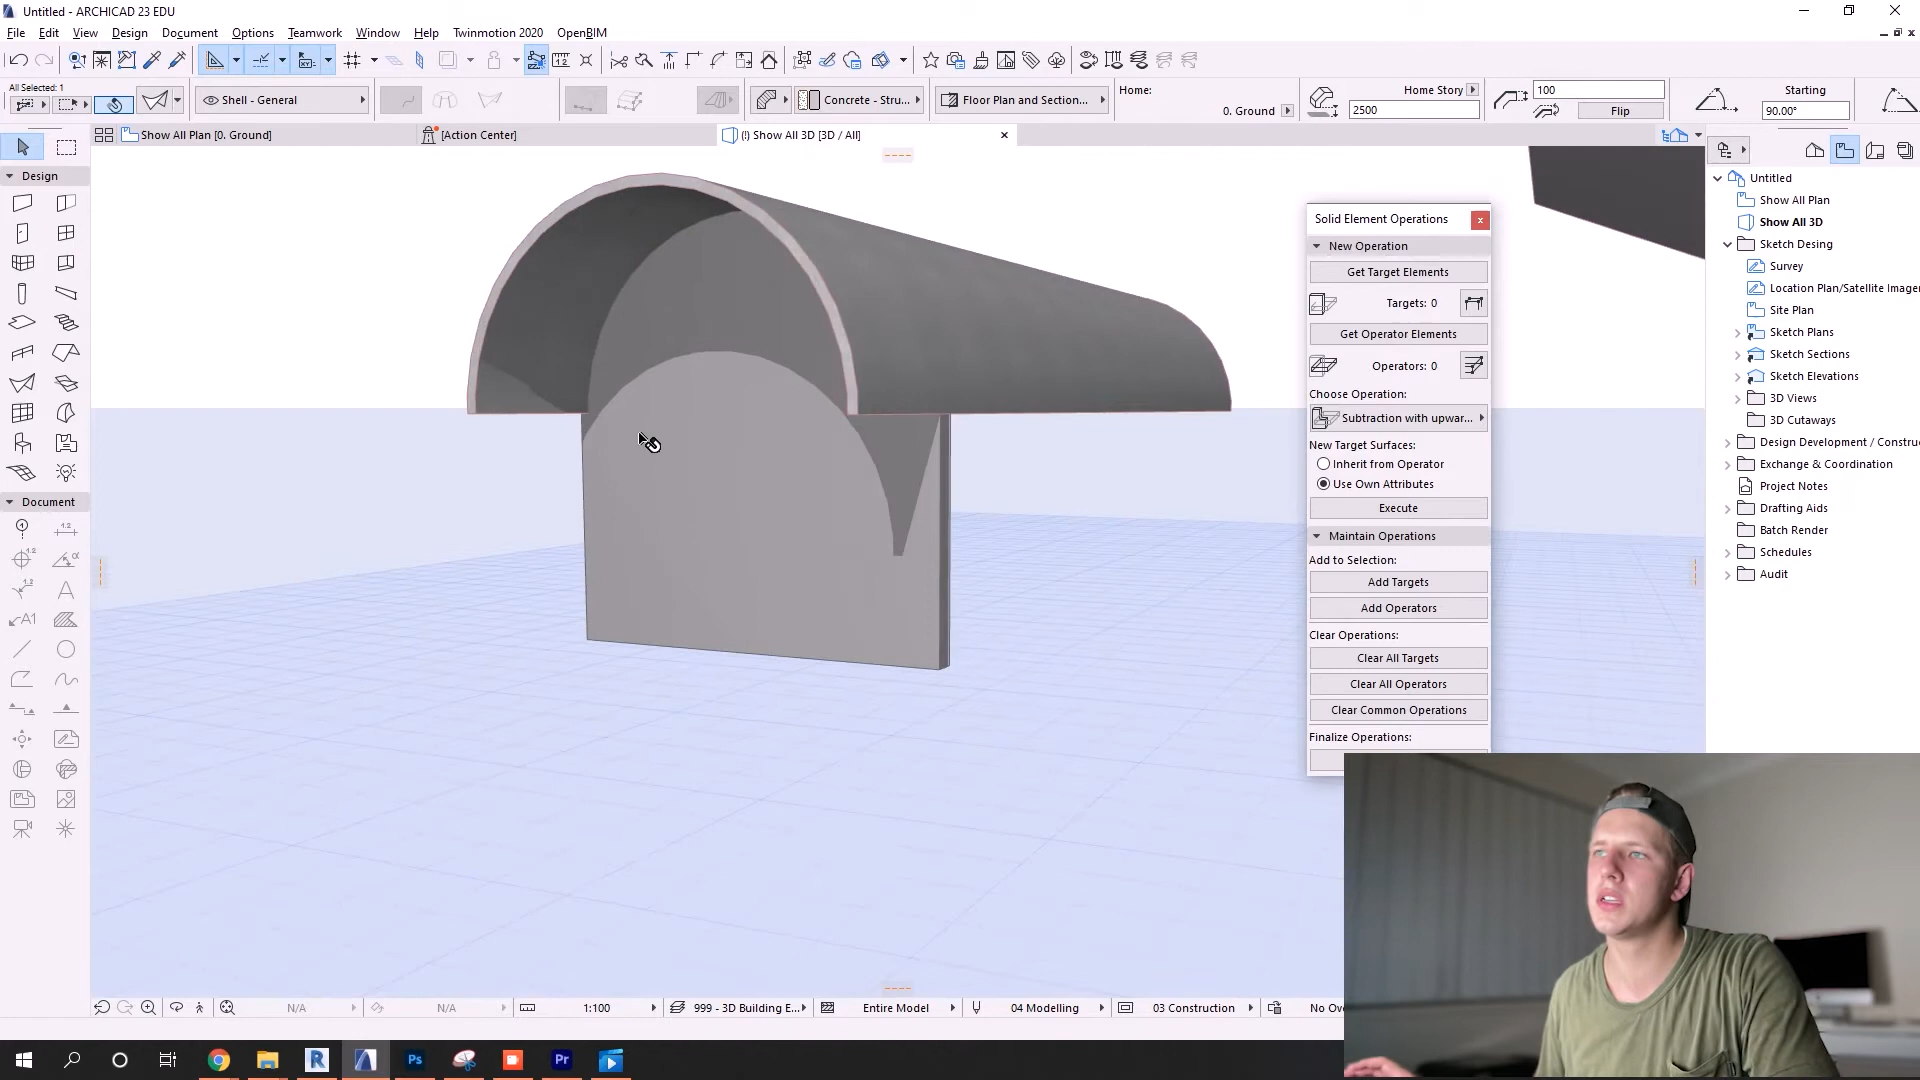 Untitled - ARCHICAD 23 EDU
File Edit View Design Document Options Teamwork Window Help Twinmotion 2020 OpenBIM
All Selected: 1
Shell - General
Concrete - Stru...
Floor Plan and Section...
Home:
0. Ground
Home Story
2500
100
Flip
Starting
90.00°
Show All Plan [0. Ground]
[Action Center]
(!) Show All 3D [3D / All]
Design
Document
1.2
A1
A
Solid Element Operations
New Operation
Get Target Elements
Targets: 0
Get Operator Elements
Operators: 0
Choose Operation:
Subtraction with upwar...
New Target Surfaces:
Inherit from Operator
Use Own Attributes
Execute
Maintain Operations
Add to Selection:
Add Targets
Add Operators
Clear Operations:
Clear All Targets
Clear All Operators
Clear Common Operations
Finalize Operations:
Untitled
Show All Plan
Show All 3D
Sketch Desing
Survey
Location Plan/Satellite Imager
Site Plan
Sketch Plans
Sketch Sections
Sketch Elevations
3D Views
3D Cutaways
Design Development / Constru
Exchange & Coordination
Project Notes
Drafting Aids
Batch Render
Schedules
Audit
N/A
N/A
1:100
999 - 3D Building E...
Entire Model
04 Modelling
03 Construction
No Ov
R
Ps
Pr